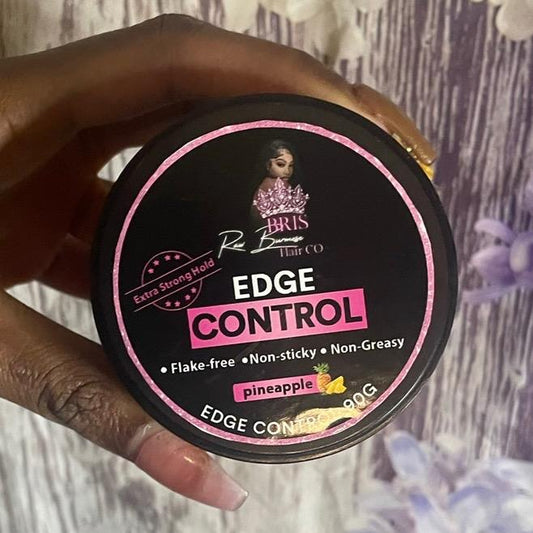 BRIS
Raw Burmese
Hair CO
Extra Strong Hold
EDGE
CONTROL
• Flake-free •Non-sticky • Non-Greasy
pineapple
EDGE CONTROL 90G